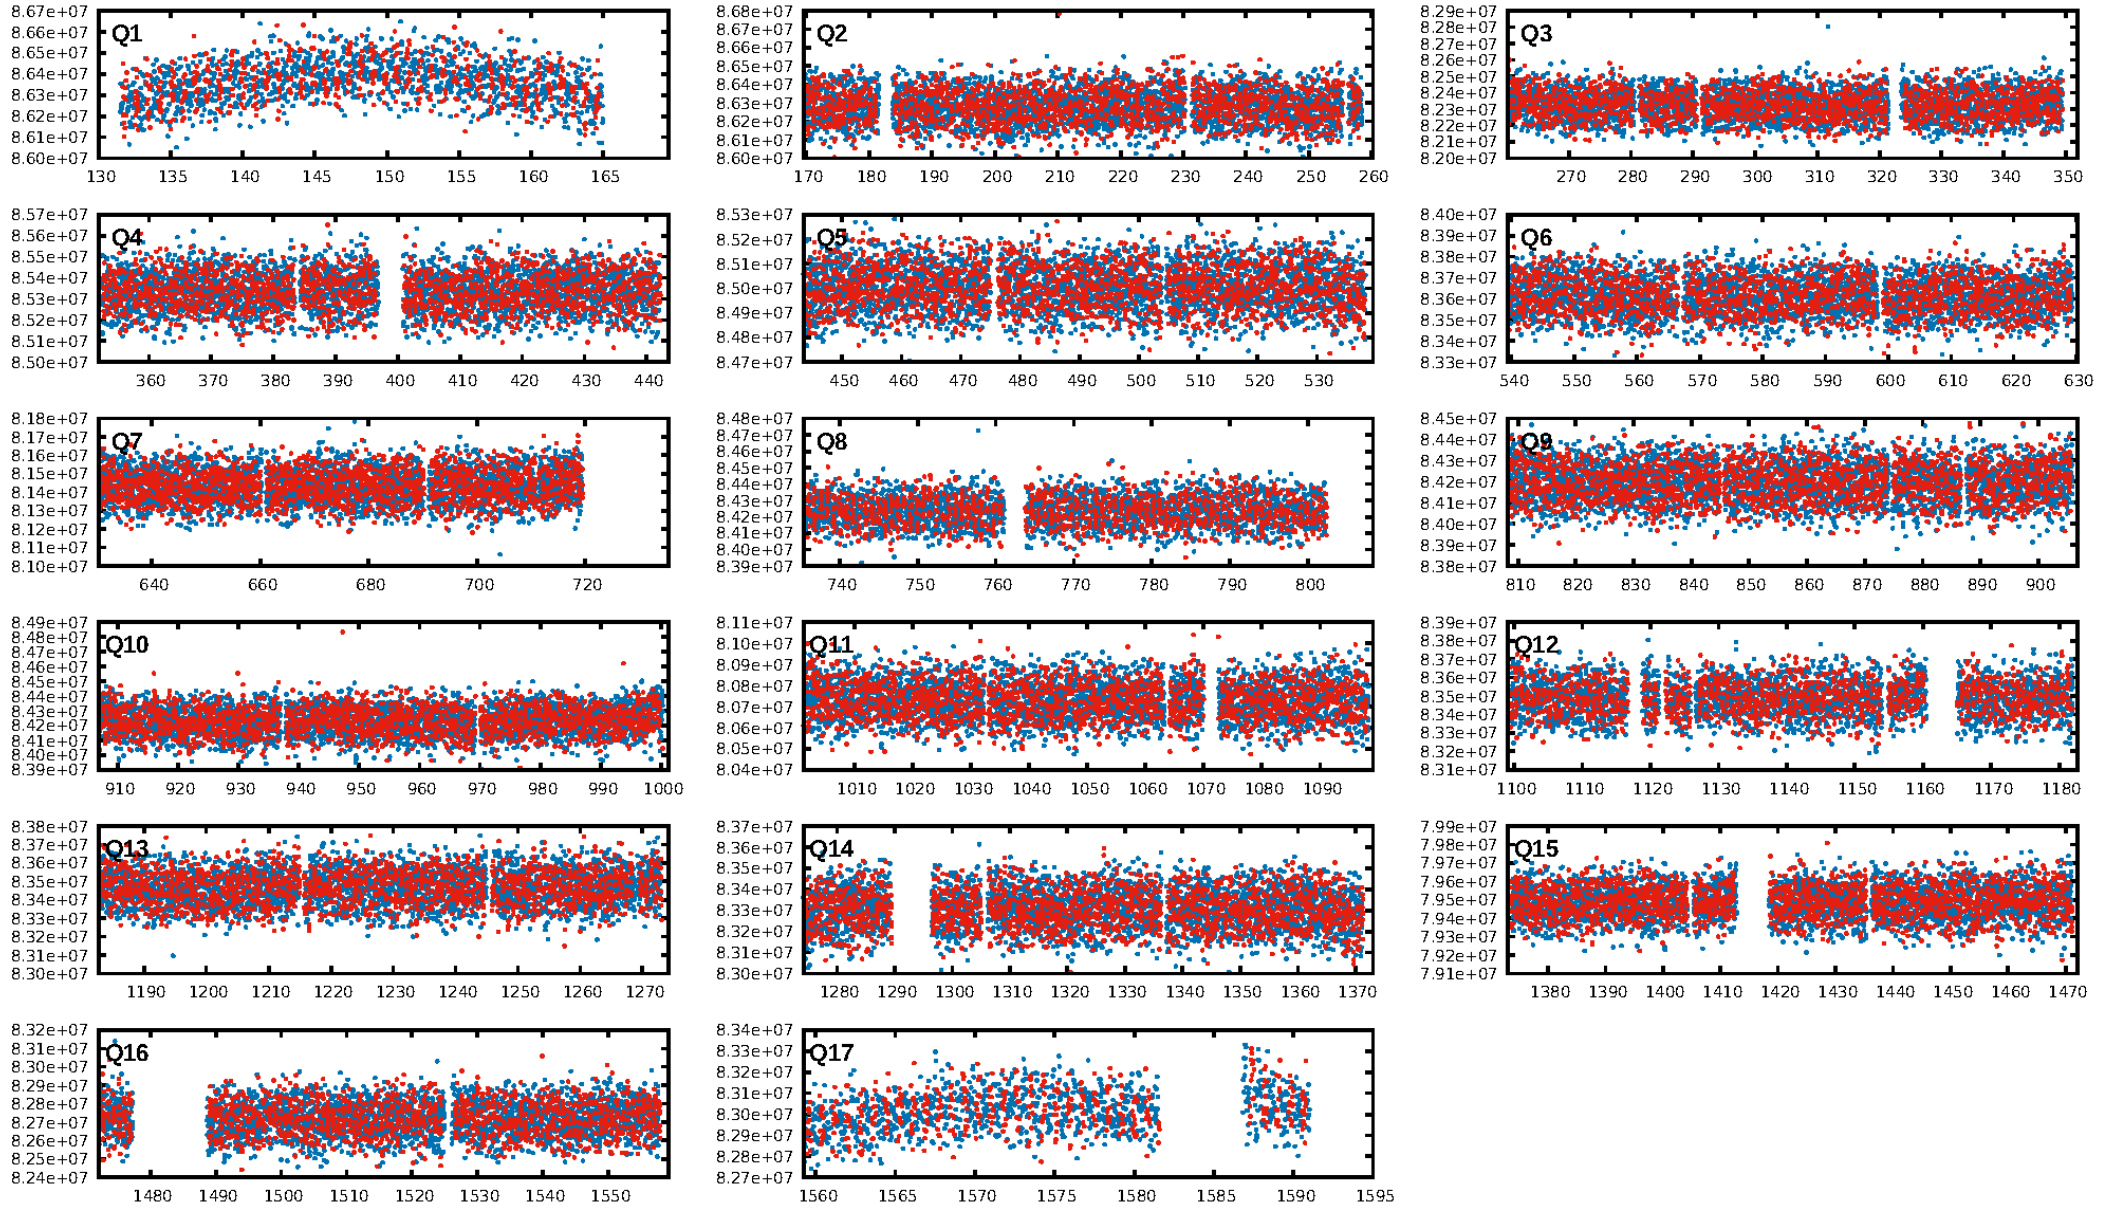 8.67e+07 8.66e+07 8.65e+07 8.64e+07 8.63e+07 8.62e+07 8.61e+07 8.60e+07
Q1
130 135 140 145 150 155 160 165
8.68e+07 8.67e+07 8.66e+07 8.65e+07 8.64e+07 8.63e+07 8.62e+07 8.61e+07 8.60e+07
Q2
170 180 190 200 210 220 230 240 250 260
8.29e+07 8.28e+07 8.27e+07 8.26e+07 8.25e+07 8.24e+07 8.23e+07 8.22e+07 8.21e+07 8.20e+07
Q3
270 280 290 300 310 320 330 340 350
8.57e+07 8.56e+07 8.55e+07 8.54e+07 8.53e+07 8.52e+07 8.51e+07 8.50e+07
Q4
360 370 380 390 400 410 420 430 440
8.53e+07 8.52e+07 8.51e+07 8.50e+07 8.49e+07 8.48e+07 8.47e+07
Q5
450 460 470 480 490 500 510 520 530
8.40e+07 8.39e+07 8.38e+07 8.37e+07 8.36e+07 8.35e+07 8.34e+07 8.33e+07
Q6
540 550 560 570 580 590 600 610 620 630
8.18e+07 8.17e+07 8.16e+07 8.15e+07 8.14e+07 8.13e+07 8.12e+07 8.11e+07 8.10e+07
Q7
640 660 680 700 720
8.48e+07 8.47e+07 8.46e+07 8.45e+07 8.44e+07 8.43e+07 8.42e+07 8.41e+07 8.40e+07 8.39e+07
Q8
740 750 760 770 780 790 800
8.45e+07 8.44e+07 8.43e+07 8.42e+07 8.41e+07 8.40e+07 8.39e+07 8.38e+07
Q9
810 820 830 840 850 860 870 880 890 900
8.49e+07 8.48e+07 8.47e+07 8.46e+07 8.45e+07 8.44e+07 8.43e+07 8.42e+07 8.41e+07 8.40e+07 8.39e+07
Q10
910 920 930 940 950 960 970 980 990 1000
8.11e+07 8.10e+07 8.09e+07 8.08e+07 8.07e+07 8.06e+07 8.05e+07 8.04e+07
Q11
1010 1020 1030 1040 1050 1060 1070 1080 1090
8.39e+07 8.38e+07 8.37e+07 8.36e+07 8.35e+07 8.34e+07 8.33e+07 8.32e+07 8.31e+07
Q12
1100 1110 1120 1130 1140 1150 1160 1170 1180
8.38e+07 8.37e+07 8.36e+07 8.35e+07 8.34e+07 8.33e+07 8.32e+07 8.31e+07 8.30e+07
Q13
1190 1200 1210 1220 1230 1240 1250 1260 1270
8.37e+07 8.36e+07 8.35e+07 8.34e+07 8.33e+07 8.32e+07 8.31e+07 8.30e+07
Q14
1280 1290 1300 1310 1320 1330 1340 1350 1360 1370
7.99e+07 7.98e+07 7.97e+07 7.96e+07 7.95e+07 7.94e+07 7.93e+07 7.92e+07 7.91e+07
Q15
1380 1390 1400 1410 1420 1430 1440 1450 1460 1470
8.32e+07 8.31e+07 8.30e+07 8.29e+07 8.28e+07 8.27e+07 8.26e+07 8.25e+07 8.24e+07
Q16
1480 1490 1500 1510 1520 1530 1540 1550
8.34e+07 8.33e+07 8.32e+07 8.31e+07 8.30e+07 8.29e+07 8.28e+07 8.27e+07
Q17
1560 1565 1570 1575 1580 1585 1590 1595